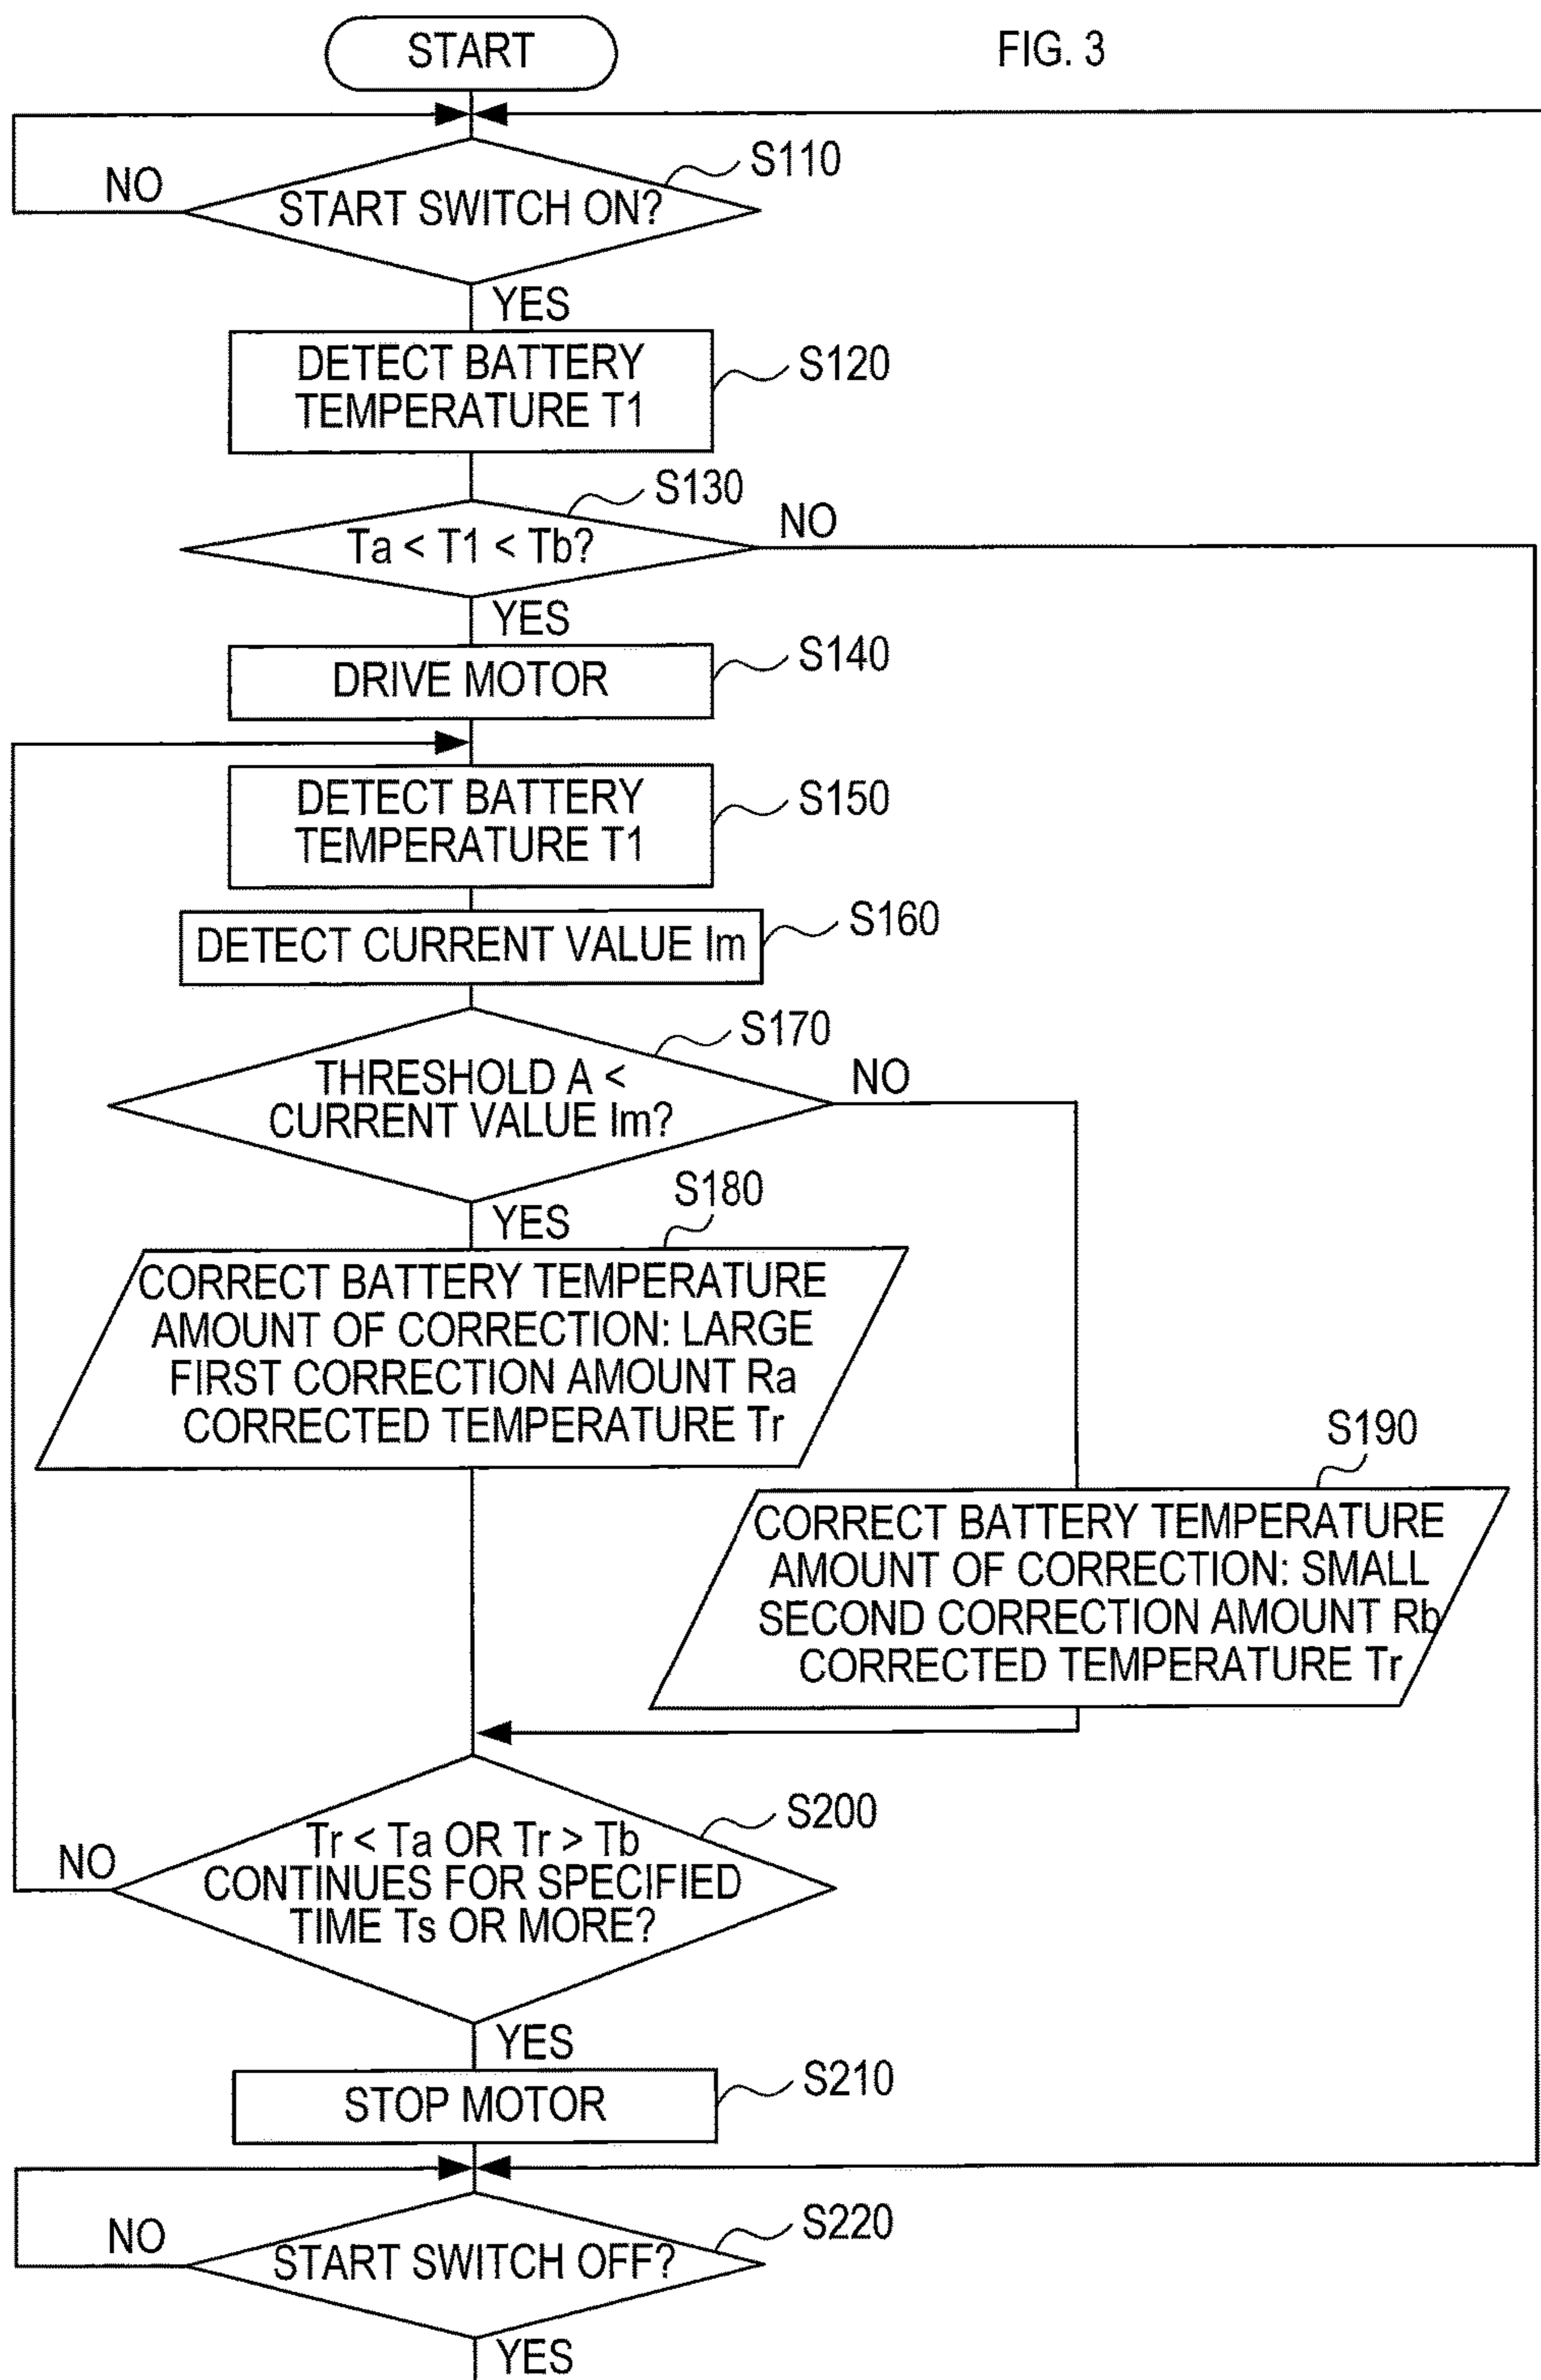 START
FIG. 3
S110
NO
START SWITCH ON?
YES
DETECT BATTERY
TEMPERATURE T1
S120
S130
NO
Ta < T1 < Tb?
YES
DRIVE MOTOR
S140
DETECT BATTERY
TEMPERATURE T1
S150
DETECT CURRENT VALUE Im
S160
S170
THRESHOLD A <
CURRENT VALUE Im?
NO
YES
S180
CORRECT BATTERY TEMPERATURE
AMOUNT OF CORRECTION: LARGE
FIRST CORRECTION AMOUNT Ra
CORRECTED TEMPERATURE Tr
S190
CORRECT BATTERY TEMPERATURE
AMOUNT OF CORRECTION: SMALL
SECOND CORRECTION AMOUNT Rb
CORRECTED TEMPERATURE Tr
S200
Tr < Ta OR Tr > Tb
CONTINUES FOR SPECIFIED
TIME Ts OR MORE?
NO
YES
STOP MOTOR
S210
S220
NO
START SWITCH OFF?
YES